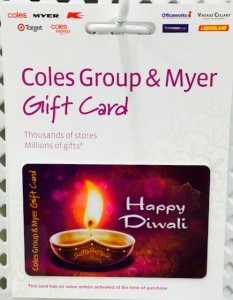 coles MYER K Officeworks VINTAGE CELLARS
Target coles express LIQUORLAND
Coles Group & Myer
Gift Card
Thousands of stores
Millions of gifts*
Coles Group & Myer Gift Card
Happy
Diwali
This card has no value unless activated at the time of purchase.